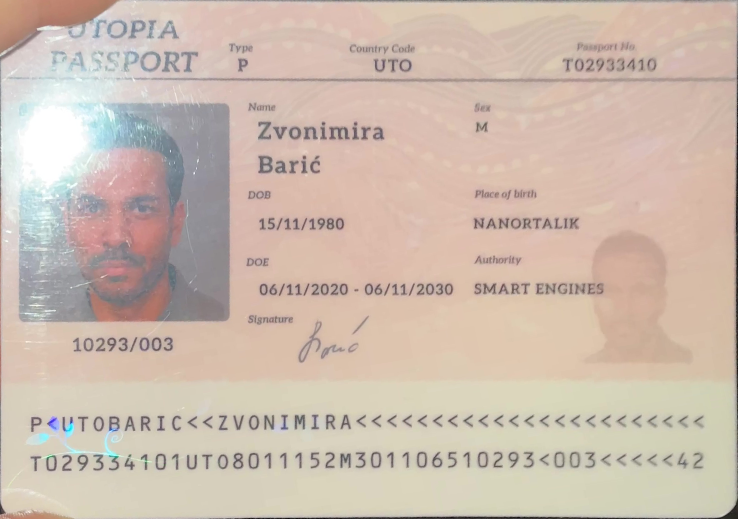 UTOPIA
PASSPORT
Type
P
Country Code
UTO
Passport No
T02933410
Name
Zvonimira
Barić
Sex
M
DOB
15/11/1980
Place of birth
NANORTALIK
DOE
06/11/2020 - 06/11/2030
Authority
SMART ENGINES
Signature
10293/003
P<UTOBARIC<<ZVONIMIRA<<<<<<<<<<<<<<<<<<<<<<<
T029334101UTO8011152M301106510293<003<<<<<42